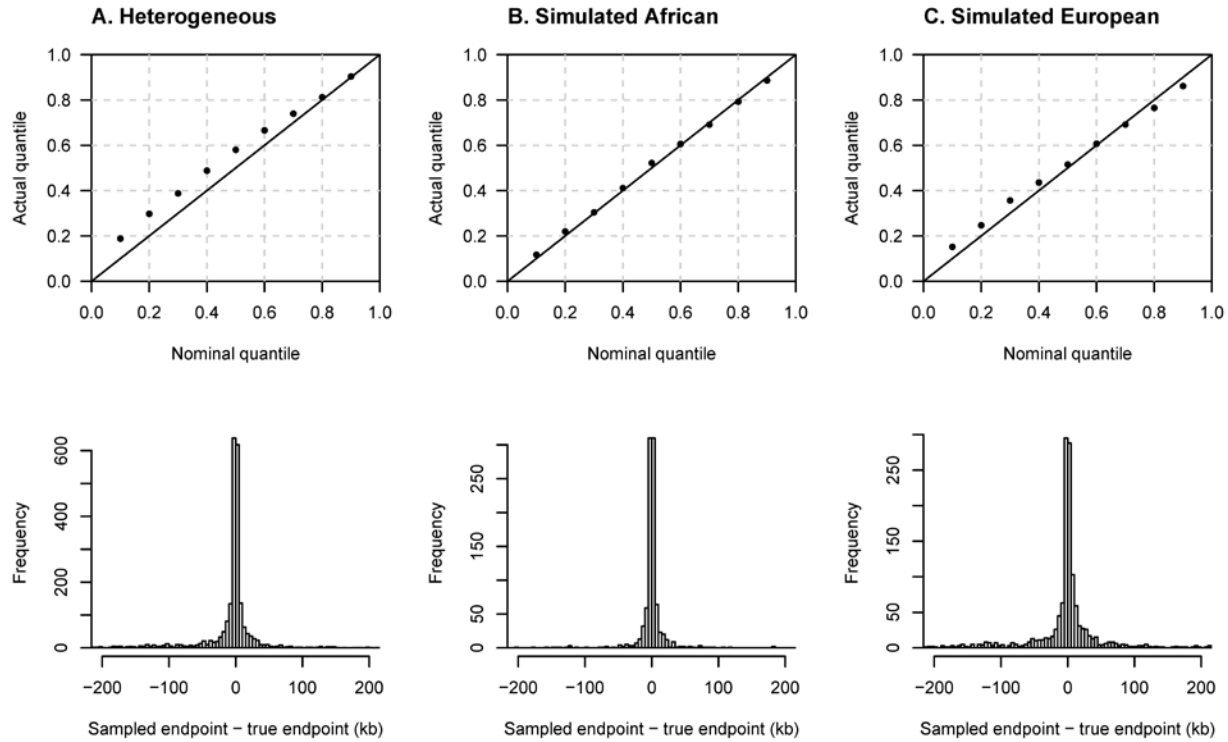 A. Heterogeneous
B. Simulated African
C. Simulated European
1.0
0.8
0.6
0.4
0.2
0.0
Actual quantile
0.0 0.2 0.4 0.6 0.8 1.0
Nominal quantile
1.0
0.8
0.6
0.4
0.2
0.0
Actual quantile
0.0 0.2 0.4 0.6 0.8 1.0
Nominal quantile
1.0
0.8
0.6
0.4
0.2
0.0
Actual quantile
0.0 0.2 0.4 0.6 0.8 1.0
Nominal quantile
600
400
200
0
Frequency
−200 −100 0 100 200
Sampled endpoint − true endpoint (kb)
250
150
50
0
Frequency
−200 −100 0 100 200
Sampled endpoint − true endpoint (kb)
250
150
50
0
Frequency
−200 −100 0 100 200
Sampled endpoint − true endpoint (kb)